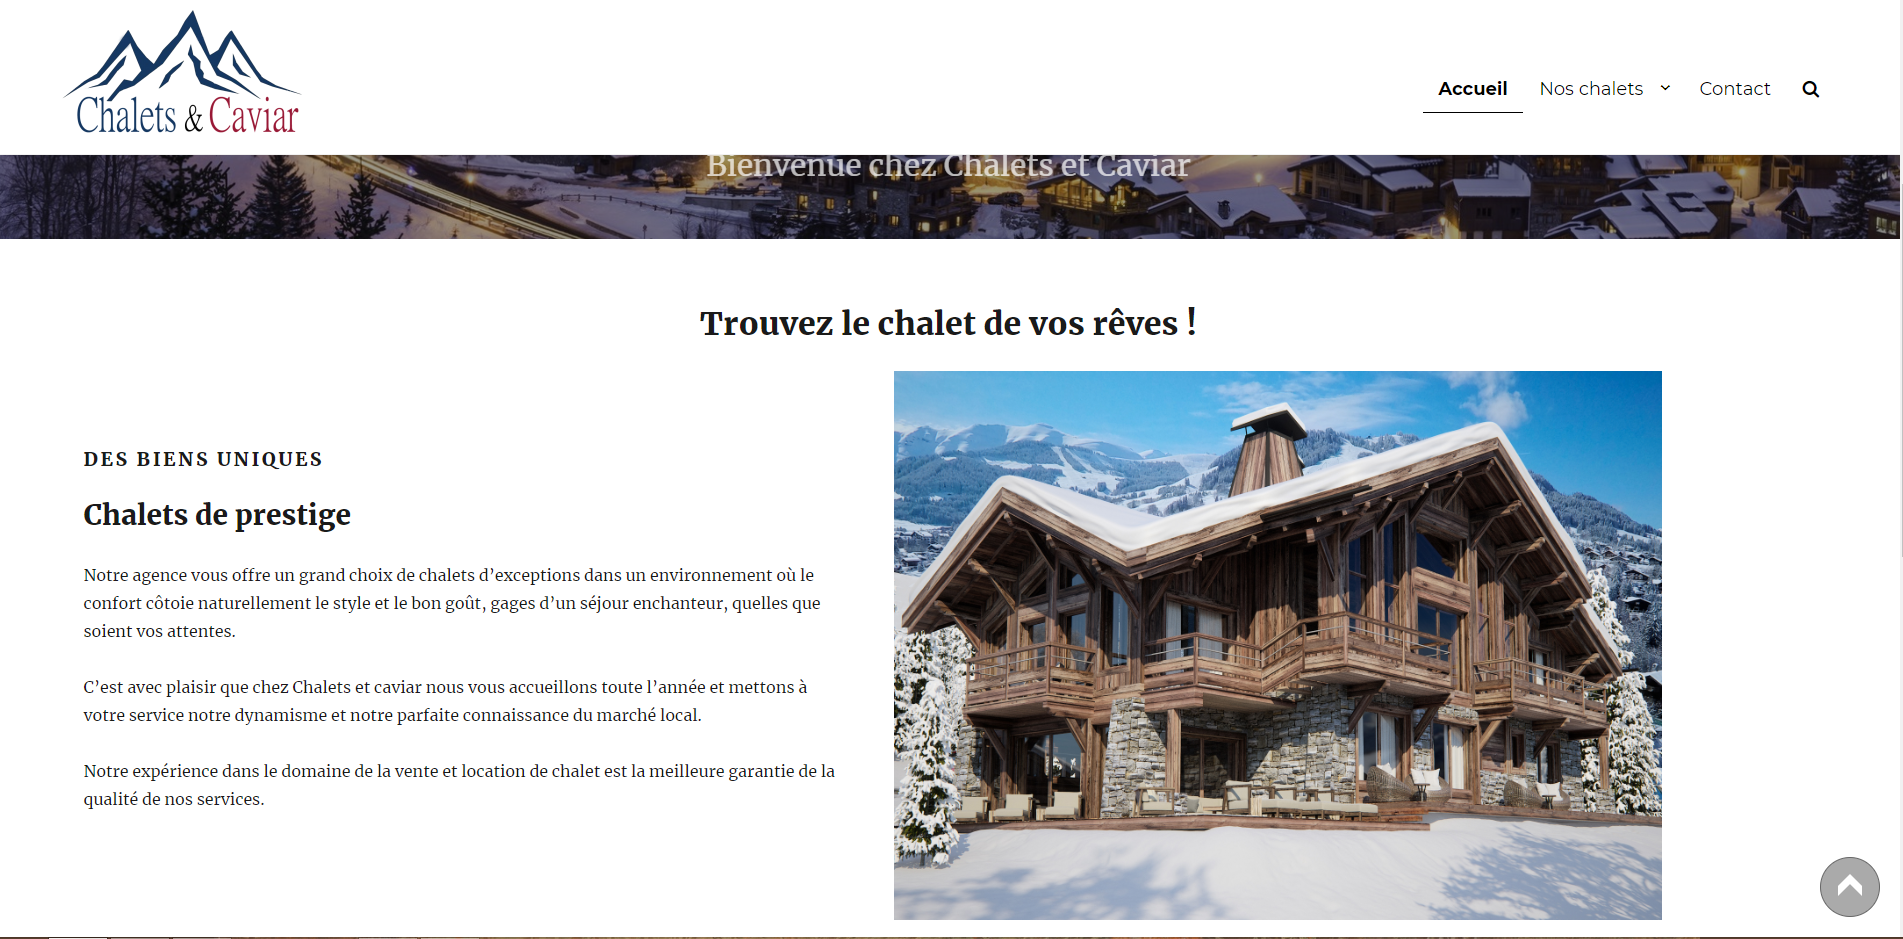 Chalets & Caviar
Accueil
Nos chalets
Contact
Bienvenue chez Chalets et Caviar
Trouvez le chalet de vos rêves !
DES BIENS UNIQUES
Chalets de prestige
Notre agence vous offre un grand choix de chalets d’exceptions dans un environnement où le
confort côtoie naturellement le style et le bon goût, gages d’un séjour enchanteur, quelles que
soient vos attentes.
C’est avec plaisir que chez Chalets et caviar nous vous accueillons toute l’année et mettons à
votre service notre dynamisme et notre parfaite connaissance du marché local.
Notre expérience dans le domaine de la vente et location de chalet est la meilleure garantie de la
qualité de nos services.